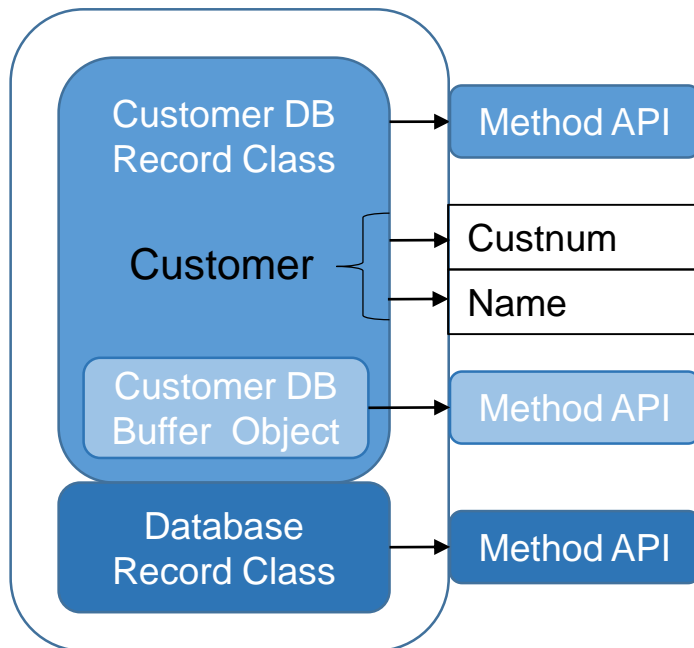 Customer DB
Record Class
Method API
Customer
Custnum
Name
Customer DB
Buffer Object
Method API
Database
Record Class
Method API